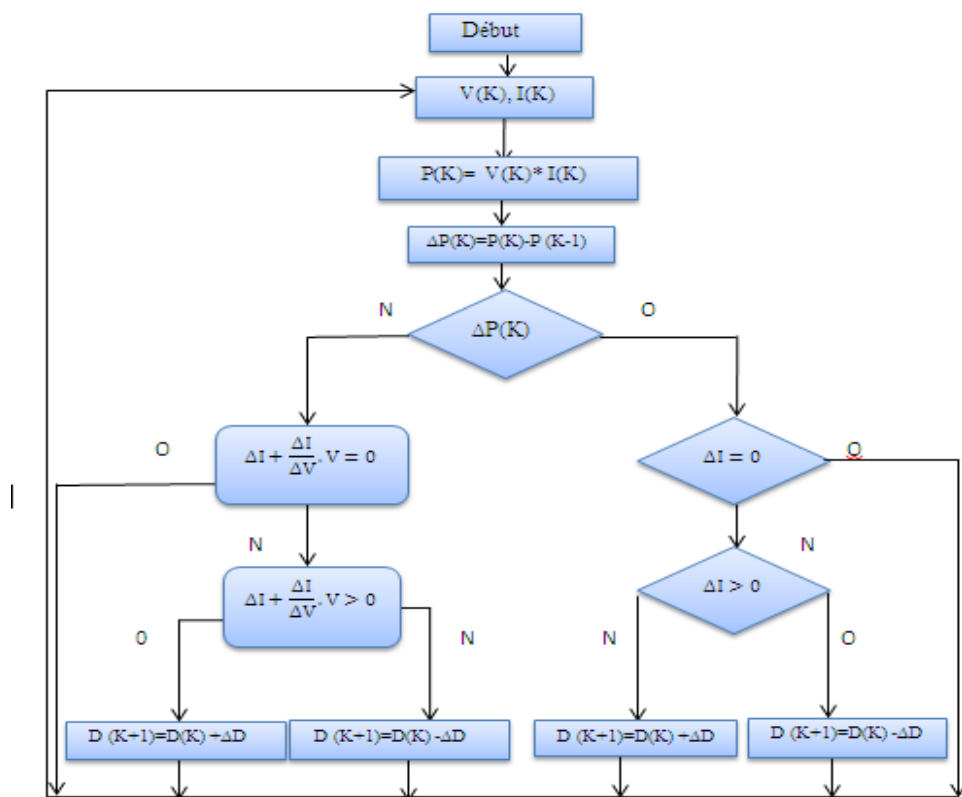 Début
V(K), I(K)
P(K)= V(K)* I(K)
ΔP(K)=P(K)-P (K-1)
N
O
ΔP(K)
O
ΔI + ΔI/ΔV . V = 0
ΔI = 0
O
N
N
ΔI + ΔI/ΔV . V > 0
ΔI > 0
0
N
N
O
D (K+1)=D(K) +ΔD
D (K+1)=D(K) -ΔD
D (K+1)=D(K) +ΔD
D (K+1)=D(K) -ΔD